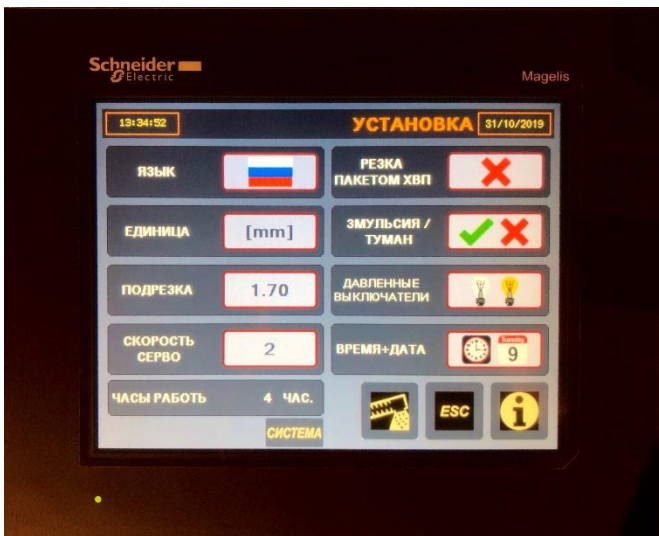 Schneider
Electric
Magelis
13:34:52
УСТАНОВКА
31/10/2019
ЯЗЫК
РЕЗКА
ПАКЕТОМ ХВП
ЕДИНИЦА
[mm]
ЗМУЛЬСИЯ /
ТУМАН
ПОДРЕЗКА
1.70
ДАВЛЕННЫЕ
ВЫКЛЮЧАТЕЛИ
СКОРОСТЬ
СЕРВО
2
ВРЕМЯ+ДАТА
Tuesday
9
ЧАСЫ РАБОТЬ
4 ЧАС.
СИСТЕМА
ESC
i